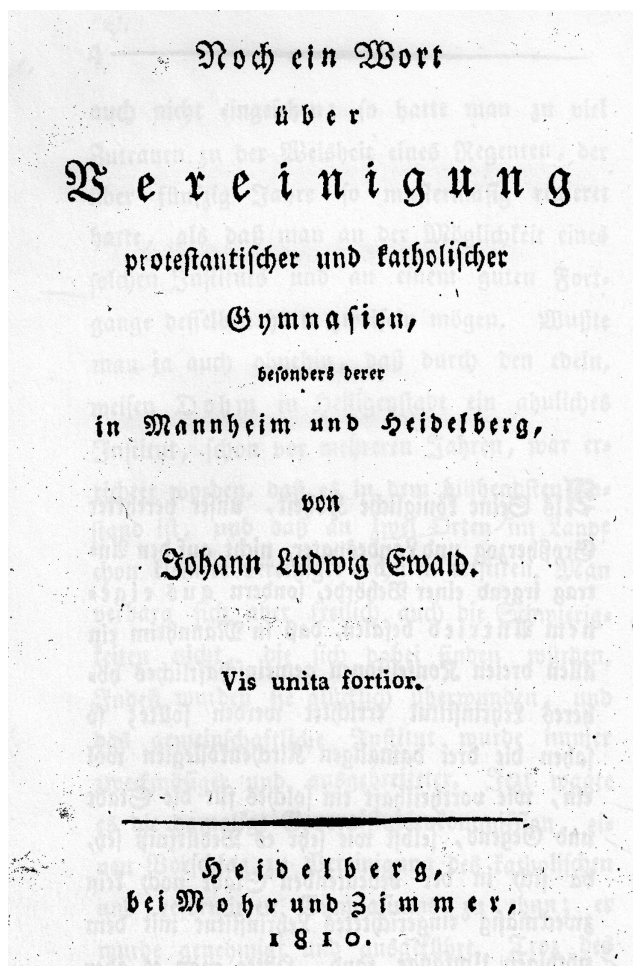 Noch ein Wort
über
Vereinigung
protestantischer und katholischer
Gymnasien,
besonders derer
in Mannheim und Heidelberg,
von
Johann Ludwig Ewald.
Vis unita fortior.
Heidelberg,
bei Mohr und Zimmer,
1810.